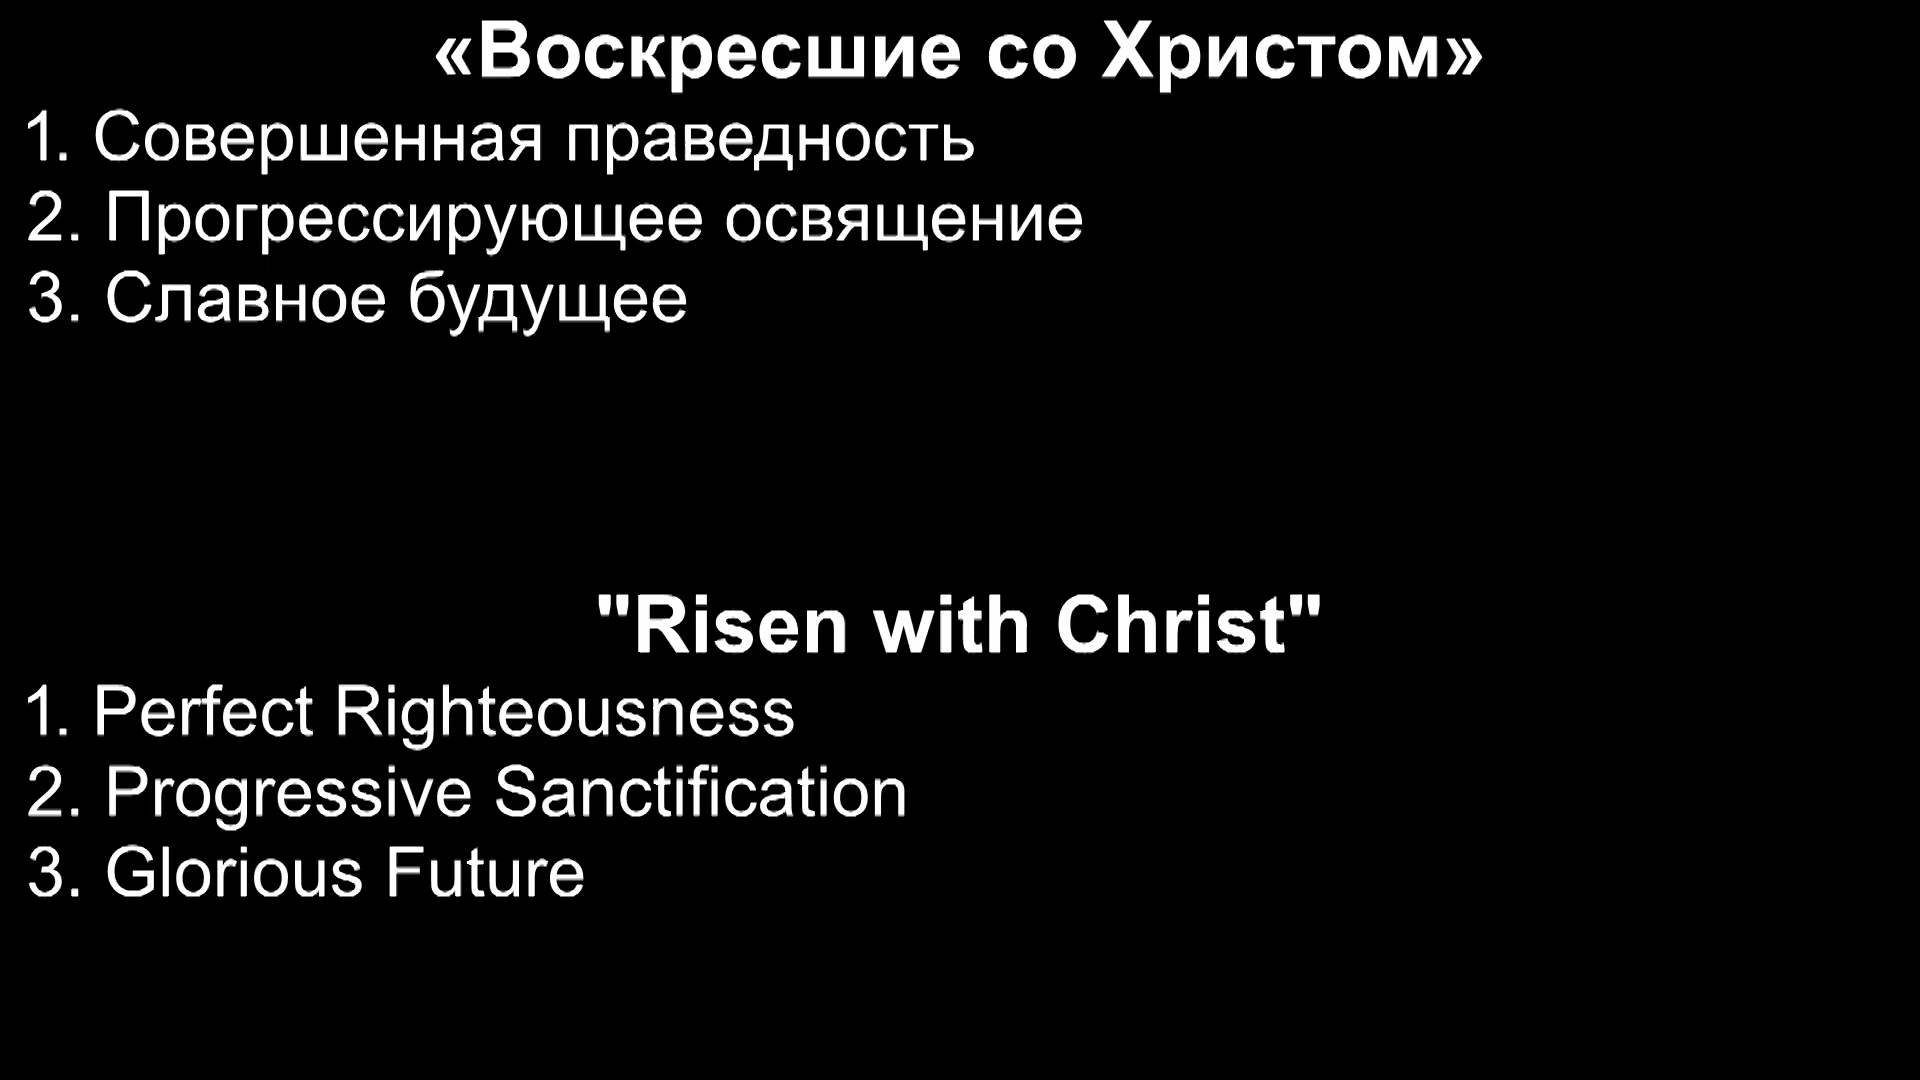 «Воскресшие со Христом»
1. Совершенная праведность
2. Прогрессирующее освящение
3. Славное будущее
"Risen with Christ"
1. Perfect Righteousness
2. Progressive Sanctification
3. Glorious Future